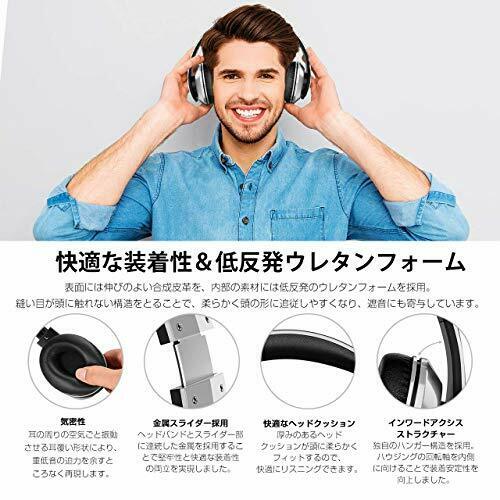 快適な装着性＆低反発ウレタンフォーム
表面には伸びのよい合成皮革を、内部の素材には低反発のウレタンフォームを採用。
縫い目が頭に触れない構造をとることで、柔らかく頭の形に追従しやすくなり、遮音にも寄与しています。
気密性
耳の周りの空気ごと振動
させる耳覆い形状により、
重低音の迫力を余すと
ころなく再現します。
金属スライダー採用
ヘッドバンドとスライダー部
に連続した金属を採用するこ
とで堅牢性と快適な装着性
の両立を実現しました。
快適なヘッドクッション
厚みのあるヘッド
クッションが頭に柔らかく
フィットするので、
快適にリスニングできます。
インワードアクシス
ストラクチャー
独自のハンガー構造を採用。
ハウジングの回転軸を内側
に向けることで装着安定性を
向上しました。